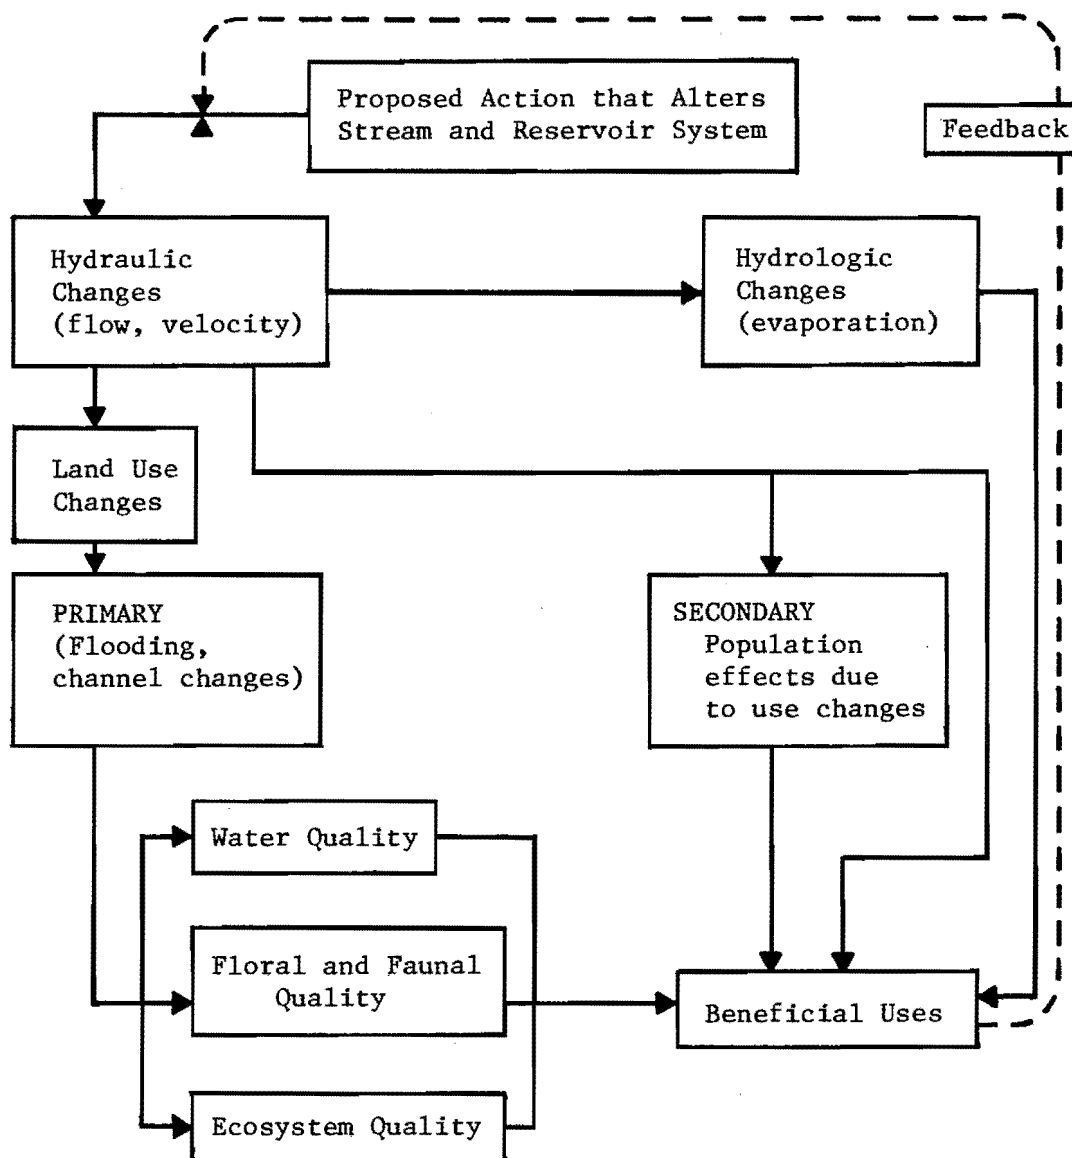 Proposed Action that Alters
Stream and Reservoir System
Feedback
Hydraulic
Changes
(flow, velocity)
Hydrologic
Changes
(evaporation)
Land Use
Changes
PRIMARY
(Flooding,
channel changes)
SECONDARY
Population
effects due
to use changes
Water Quality
Floral and Faunal
Quality
Beneficial Uses
Ecosystem Quality